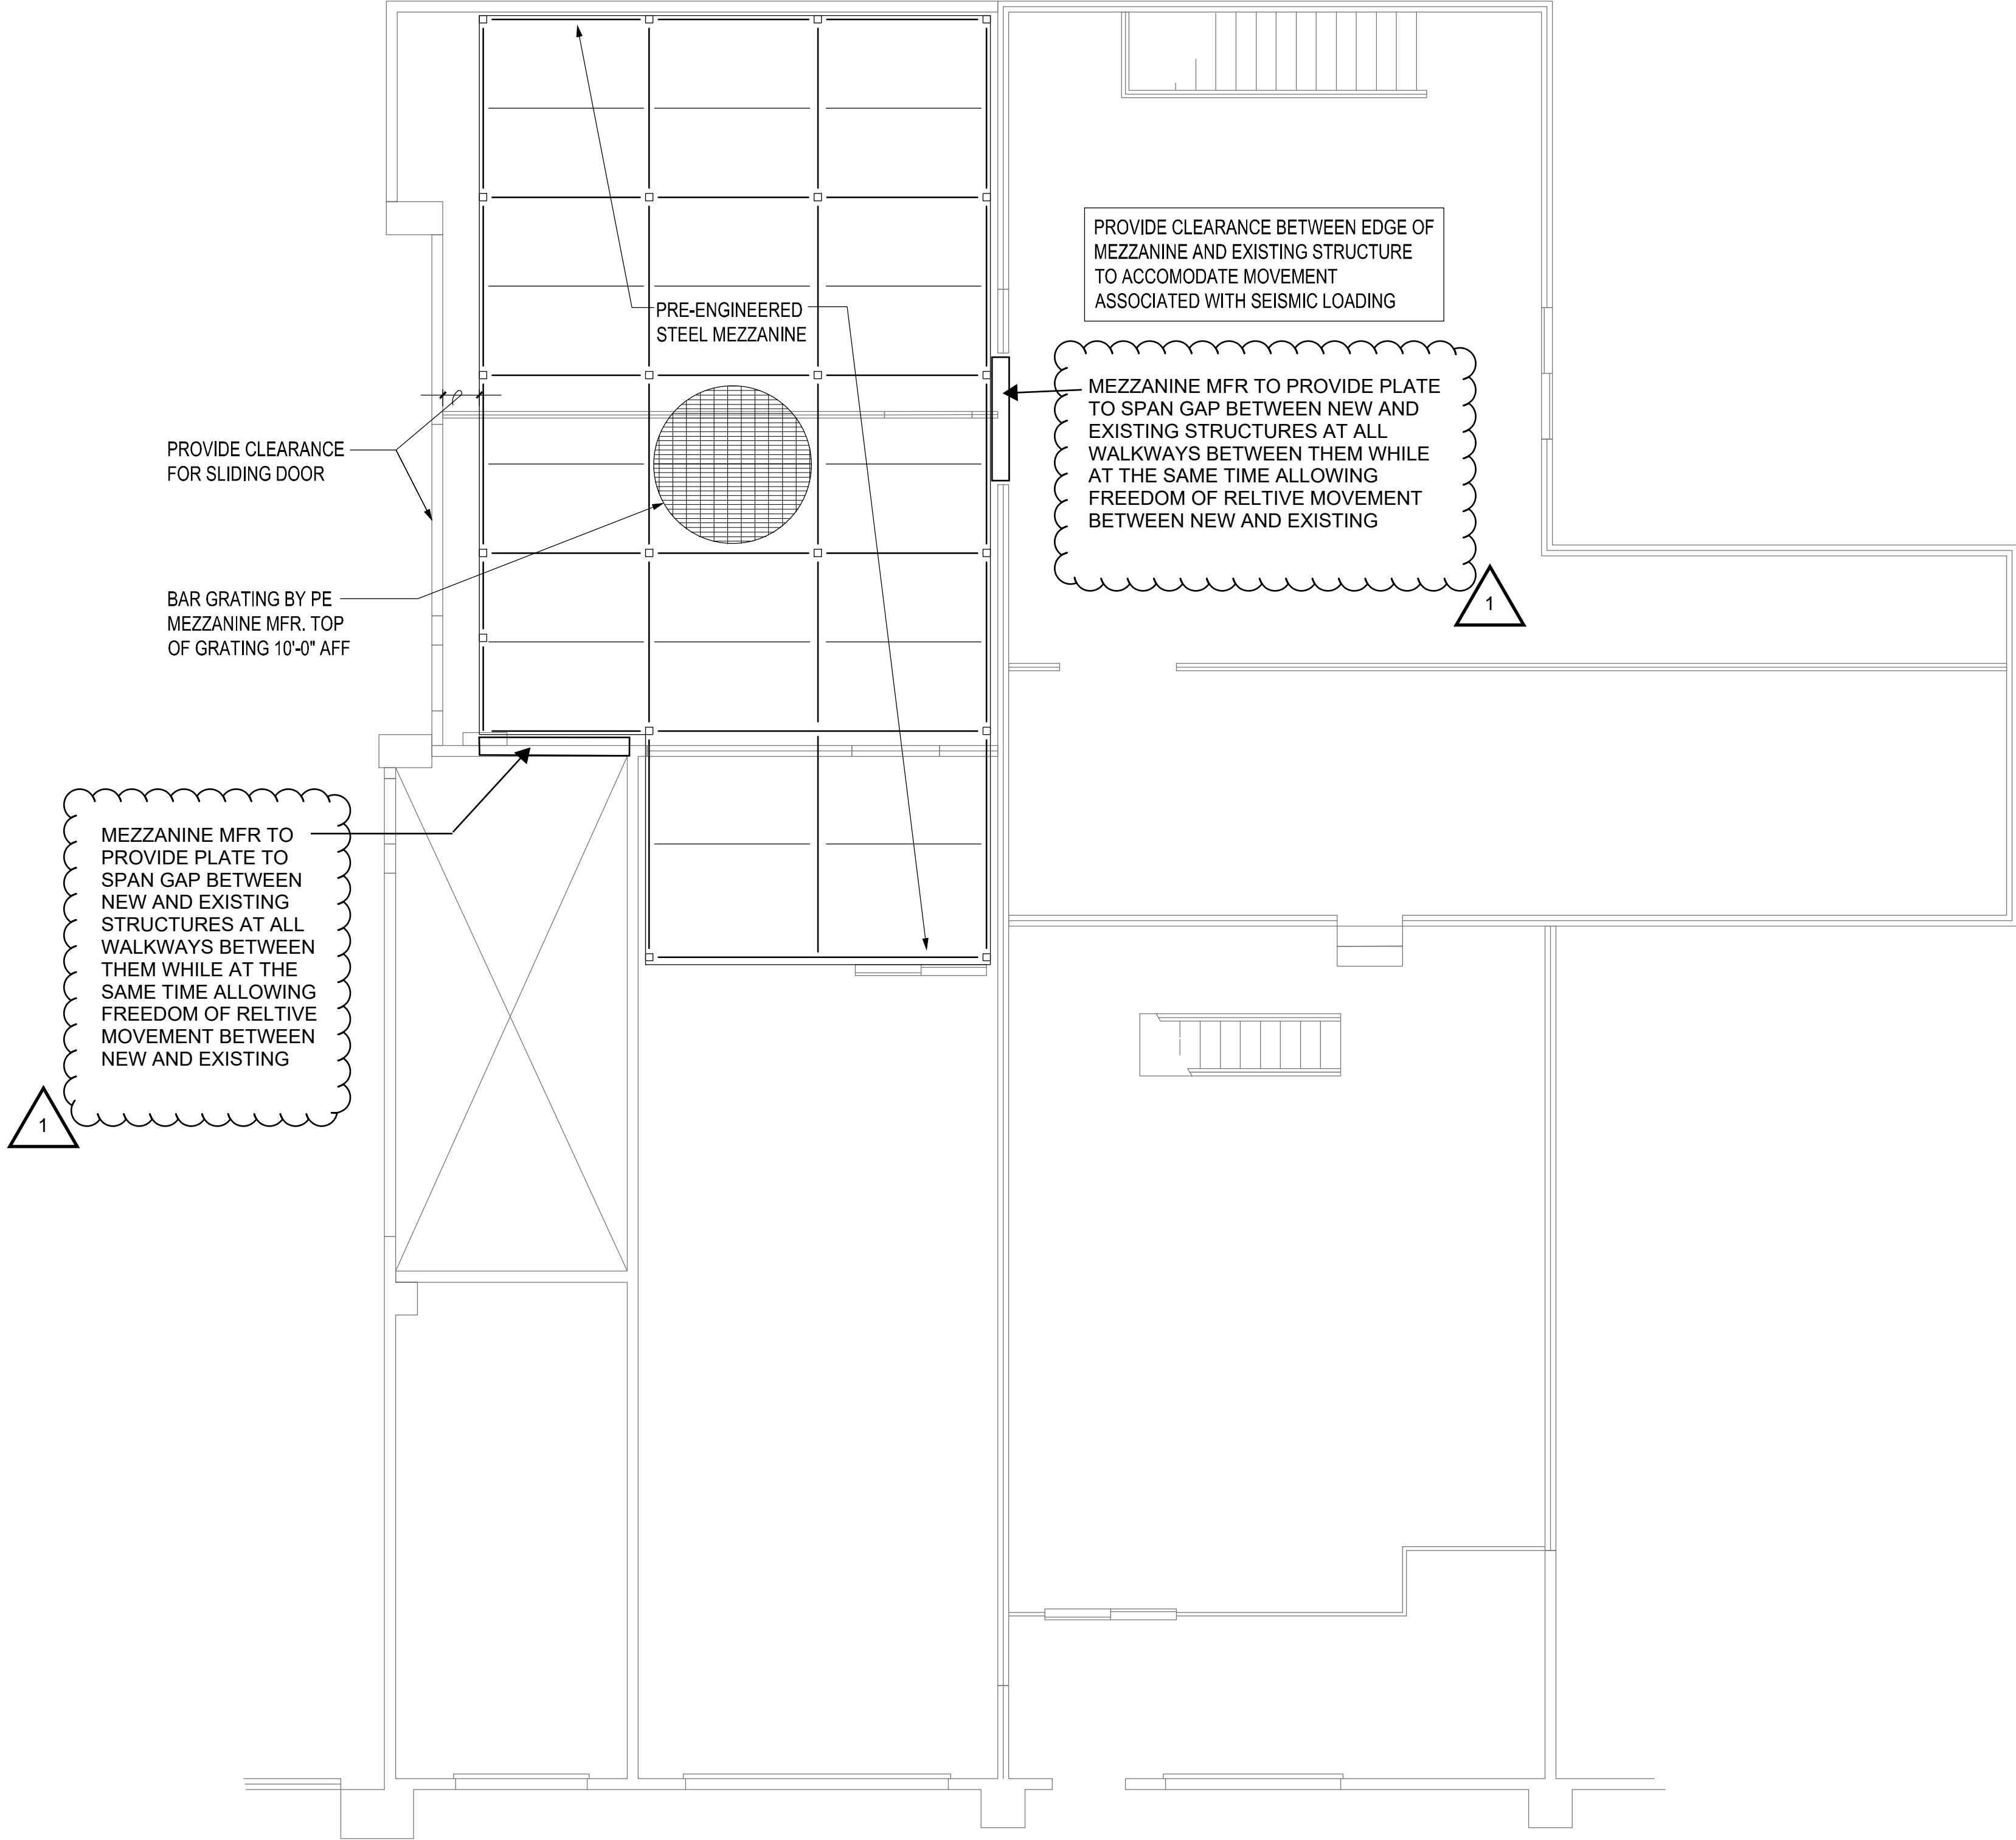 PROVIDE CLEARANCE BETWEEN EDGE OF
MEZZANINE AND EXISTING STRUCTURE
TO ACCOMODATE MOVEMENT
ASSOCIATED WITH SEISMIC LOADING
PRE-ENGINEERED
STEEL MEZZANINE
MEZZANINE MFR TO PROVIDE PLATE
TO SPAN GAP BETWEEN NEW AND
EXISTING STRUCTURES AT ALL
WALKWAYS BETWEEN THEM WHILE
AT THE SAME TIME ALLOWING
FREEDOM OF RELTIVE MOVEMENT
BETWEEN NEW AND EXISTING
1
PROVIDE CLEARANCE
FOR SLIDING DOOR
BAR GRATING BY PE
MEZZANINE MFR. TOP
OF GRATING 10'-0" AFF
MEZZANINE MFR TO
PROVIDE PLATE TO
SPAN GAP BETWEEN
NEW AND EXISTING
STRUCTURES AT ALL
WALKWAYS BETWEEN
THEM WHILE AT THE
SAME TIME ALLOWING
FREEDOM OF RELTIVE
MOVEMENT BETWEEN
NEW AND EXISTING
1